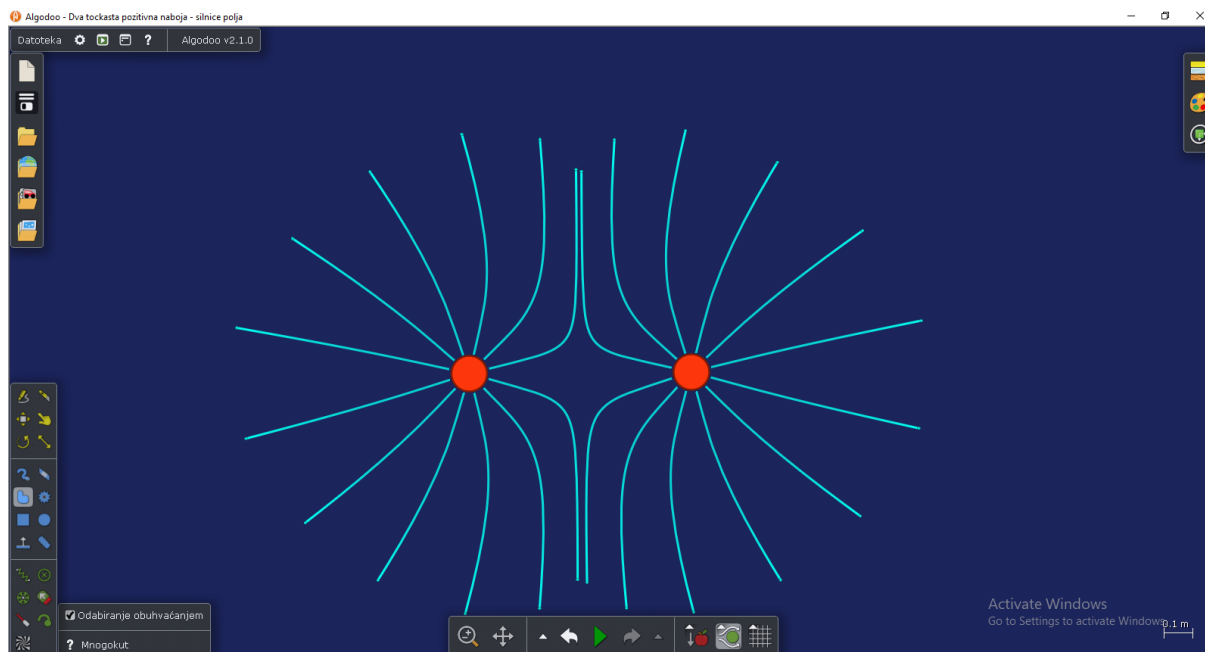 Algodoo - Dva tockasta pozitivna naboja - silnice polja
Datoteka ? Algodoo v2.1.0
Odabiranje obuhvaćanjem
? Mnogokut
Activate Windows
Go to Settings to activate Windows.
0.1 m